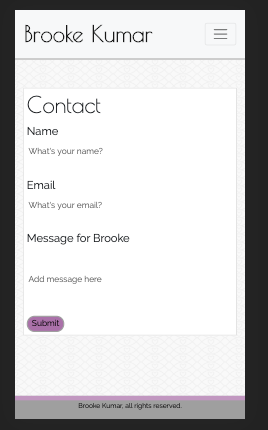 Brooke Kumar
Contact
Name
What's your name?
Email
What's your email?
Message for Brooke
Add message here
Submit
Brooke Kumar, all rights reserved.